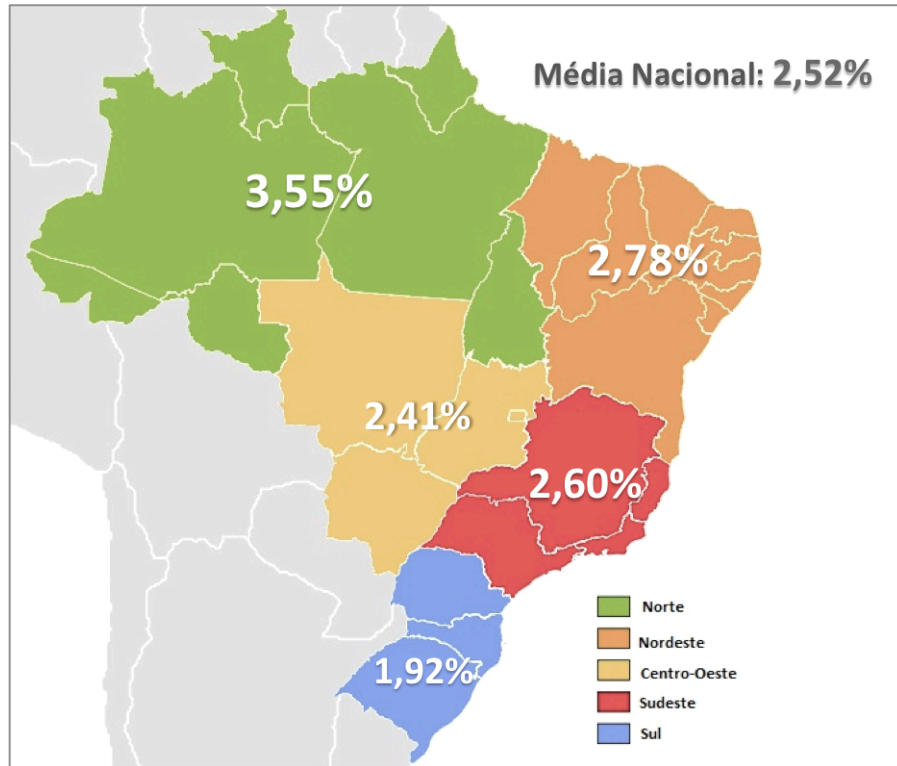 Média Nacional: 2,52%
3,55%
2,78%
2,41%
2,60%
1,92%
Norte
Nordeste
Centro-Oeste
Sudeste
Sul